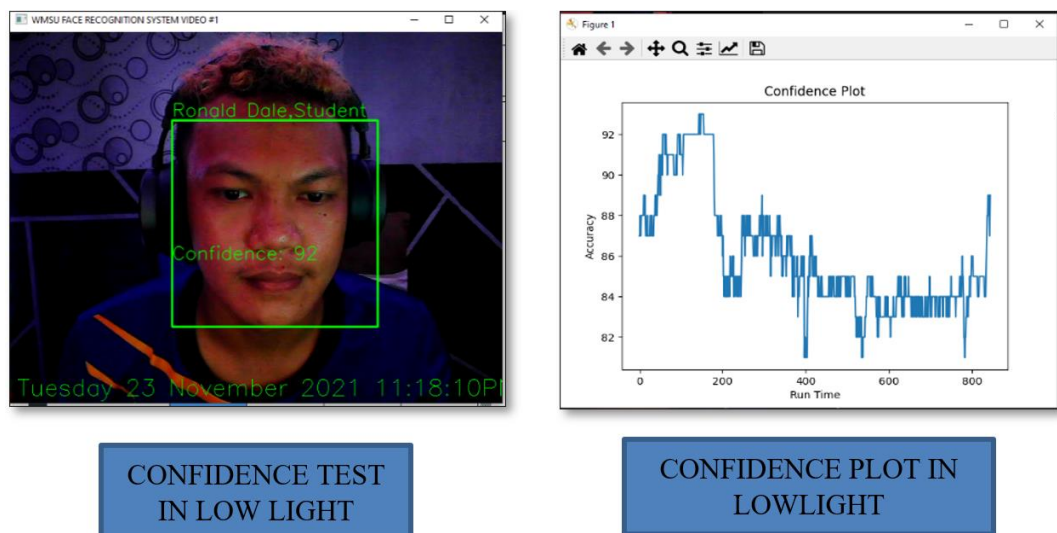 WMSU FACE RECOGNITION SYSTEM VIDEO #1
Ronald Dale,Student
Confidence: 92
Tuesday 23 November 2021 11:18:10PM
Figure 1
Confidence Plot
Accuracy
92
90
88
86
84
82
0 200 400 600 800
Run Time
CONFIDENCE TEST
IN LOW LIGHT
CONFIDENCE PLOT IN
LOWLIGHT